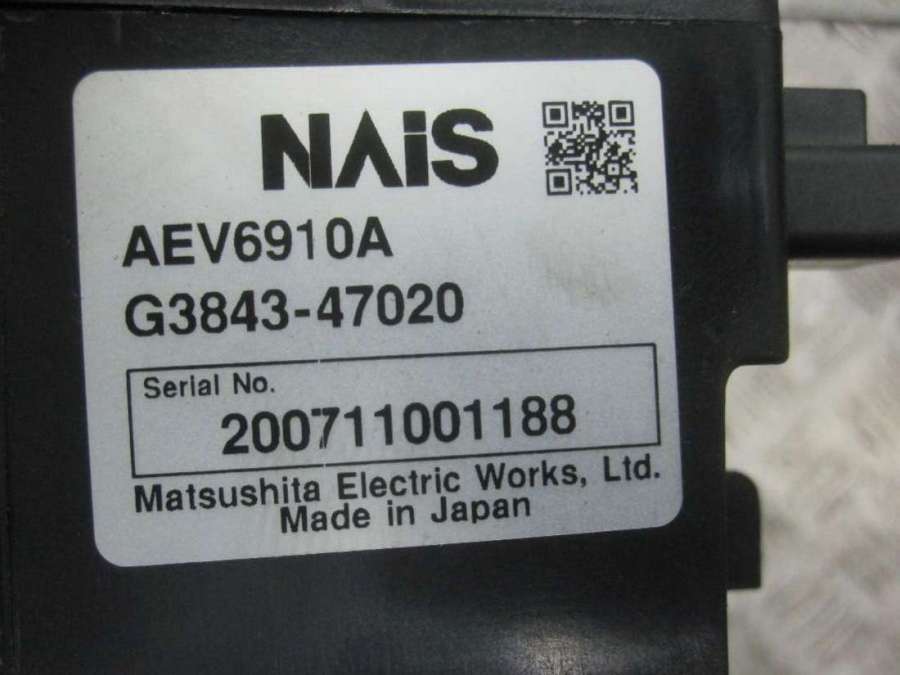 NAiS
AEV6910A
G3843-47020
Serial No.
200711001188
Matsushita Electric Works, Ltd.
Made in Japan